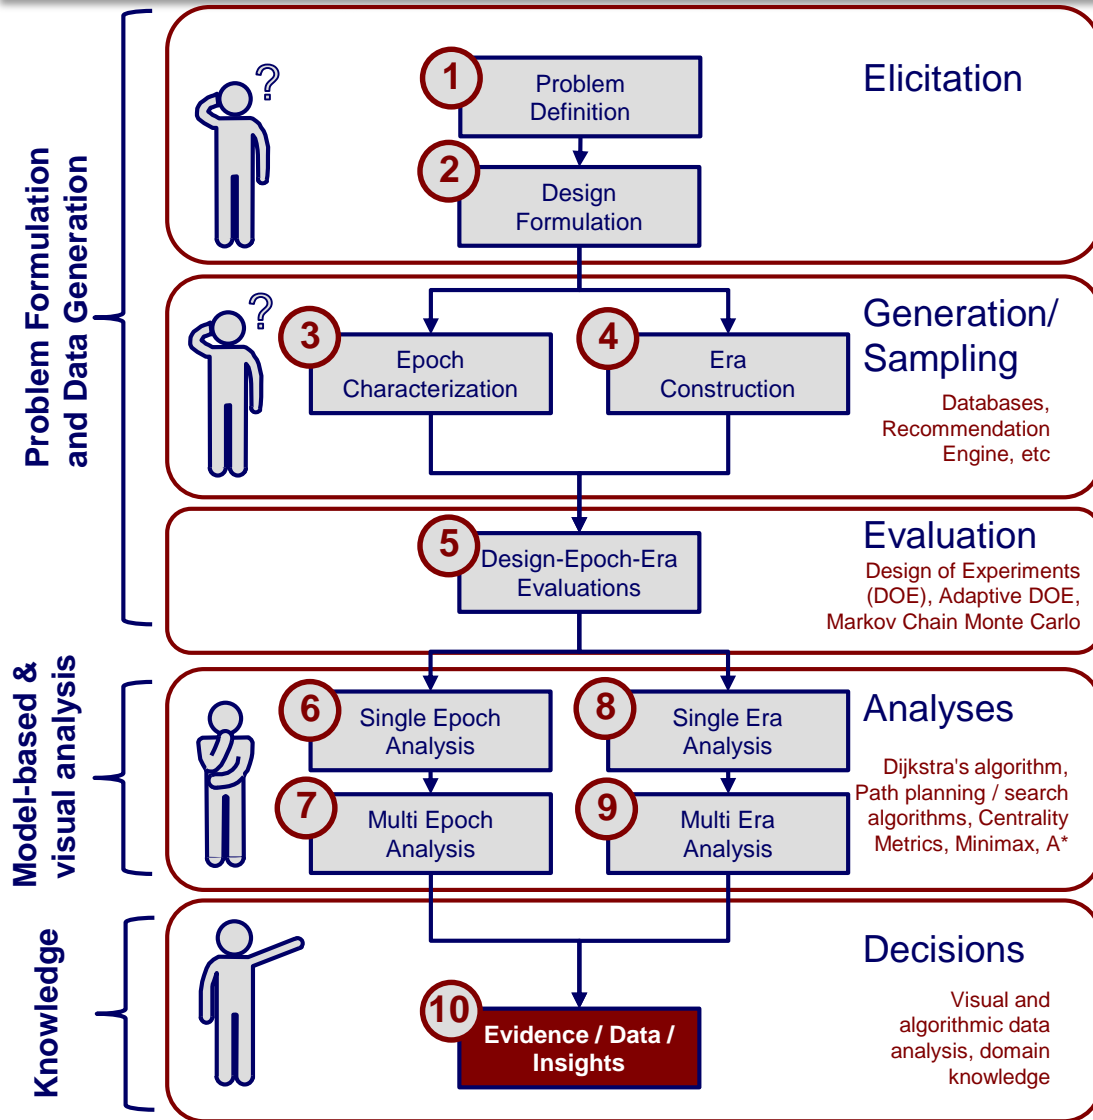 Problem Formulation
and Data Generation
Elicitation
?
1
Problem
Definition
2
Design
Formulation
Generation/
Sampling
Databases,
Recommendation
Engine, etc
?
3
Epoch
Characterization
4
Era
Construction
Evaluation
Design of Experiments
(DOE), Adaptive DOE,
Markov Chain Monte Carlo
5
Design-Epoch-Era
Evaluations
Model-based &
visual analysis
Analyses
Dijkstra's algorithm,
Path planning / search
algorithms, Centrality
Metrics, Minimax, A*
6
Single Epoch
Analysis
8
Single Era
Analysis
7
Multi Epoch
Analysis
9
Multi Era
Analysis
Knowledge
Decisions
Visual and
algorithmic data
analysis, domain
knowledge
10
Evidence / Data /
Insights